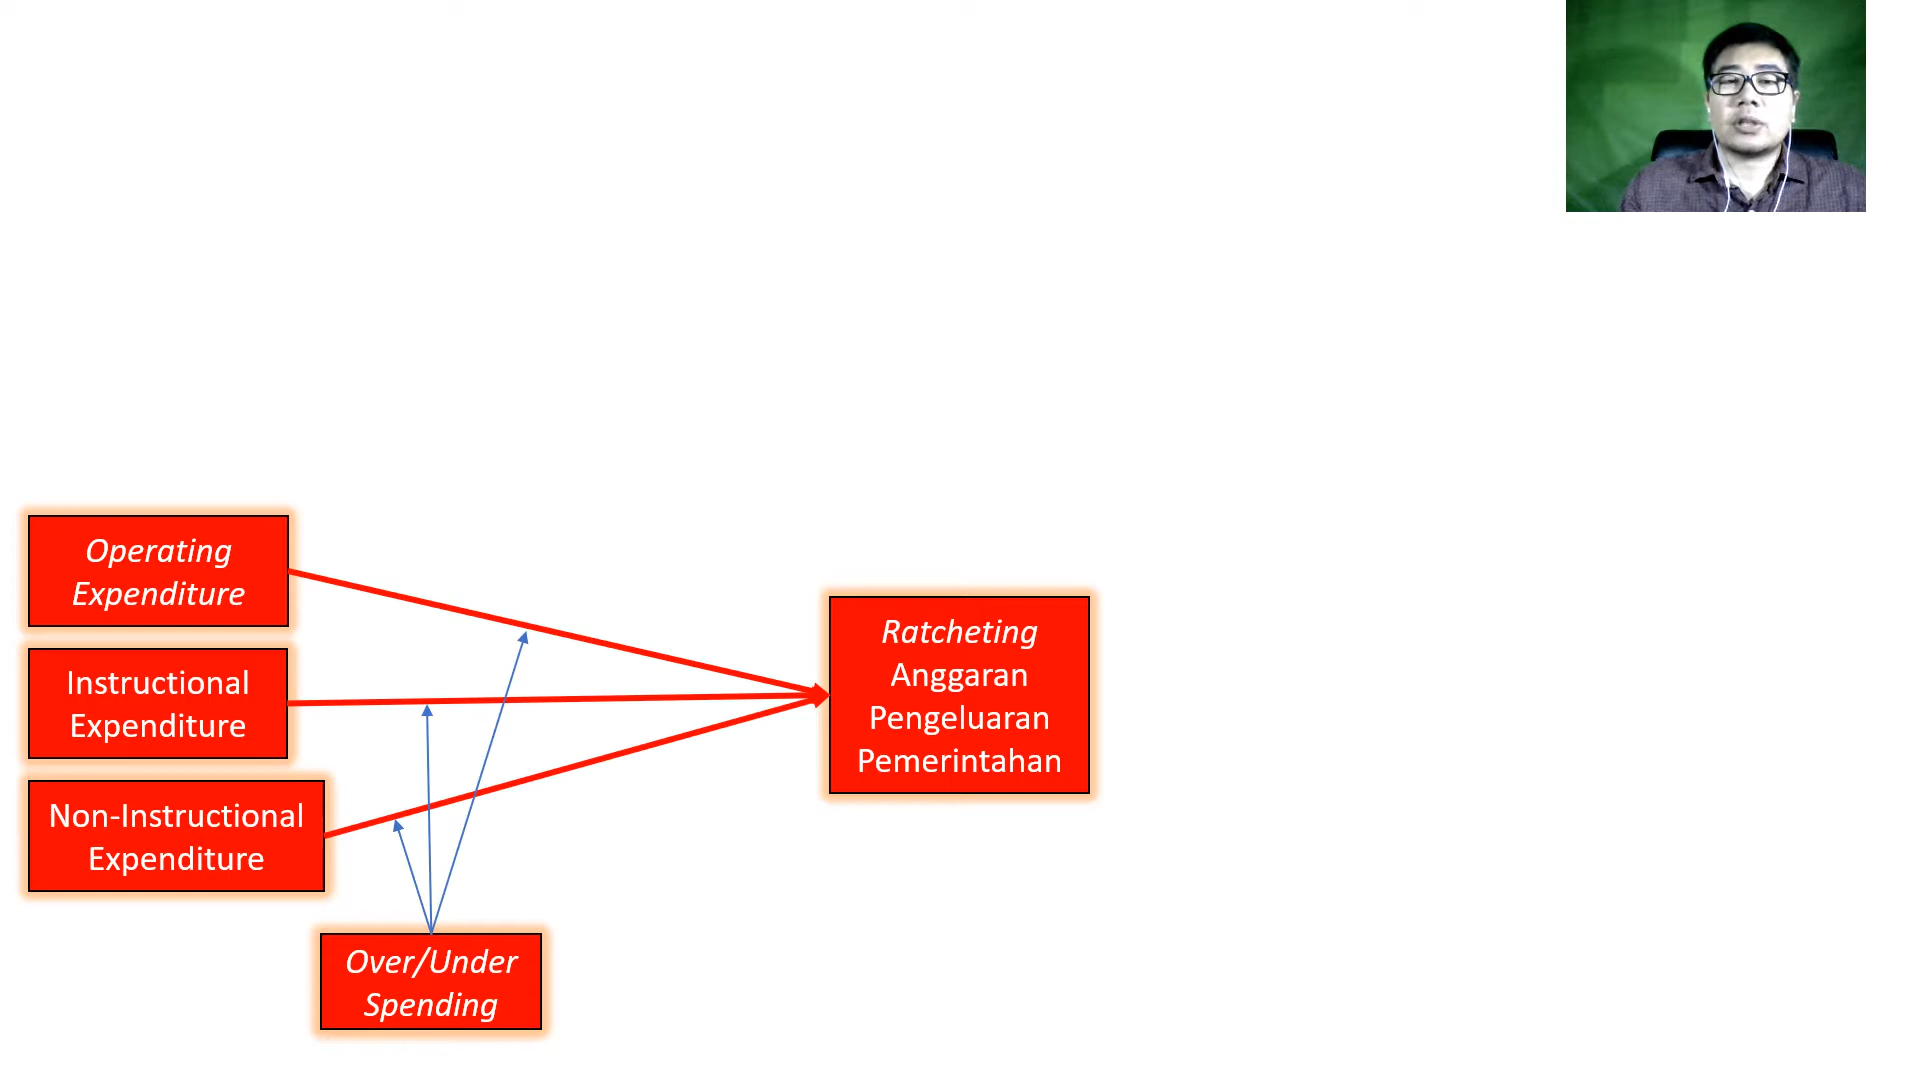 Operating
Expenditure
Instructional
Expenditure
Non-Instructional
Expenditure
Over/Under
Spending
Ratcheting
Anggaran
Pengeluaran
Pemerintahan